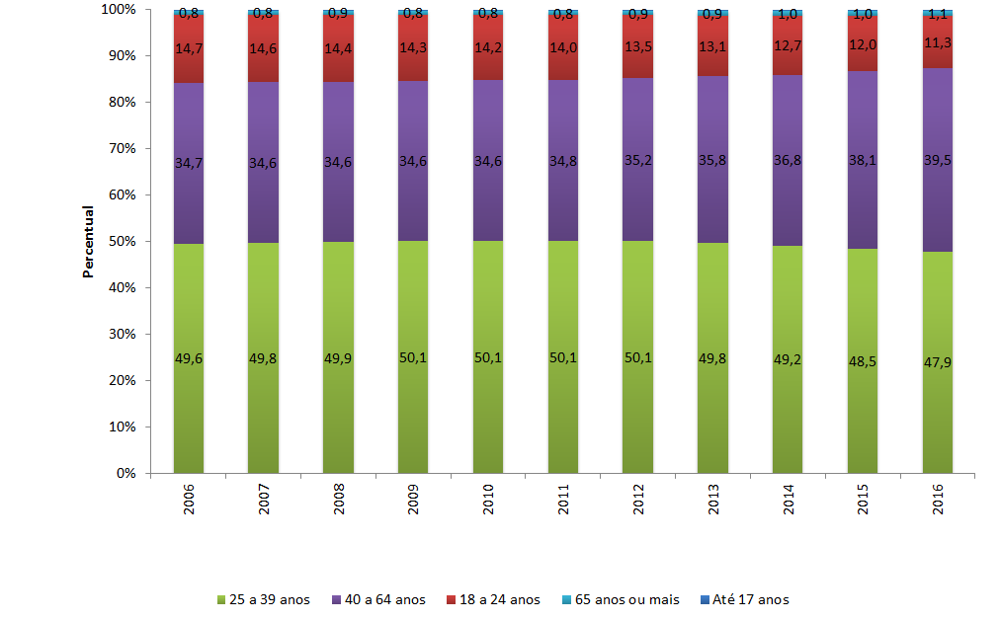 100%
90%
80%
70%
60%
50%
40%
30%
20%
10%
0%
Percentual
0,8 0,8 0,9 0,8 0,8 0,8 0,9 0,9 1,0 1,0 1,1
14,7 14,6 14,4 14,3 14,2 14,0 13,5 13,1 12,7 12,0 11,3
34,7 34,6 34,6 34,6 34,6 34,8 35,2 35,8 36,8 38,1 39,5
49,6 49,8 49,9 50,1 50,1 50,1 50,1 49,8 49,2 48,5 47,9
2006 2007 2008 2009 2010 2011 2012 2013 2014 2015 2016
25 a 39 anos 40 a 64 anos 18 a 24 anos 65 anos ou mais Até 17 anos